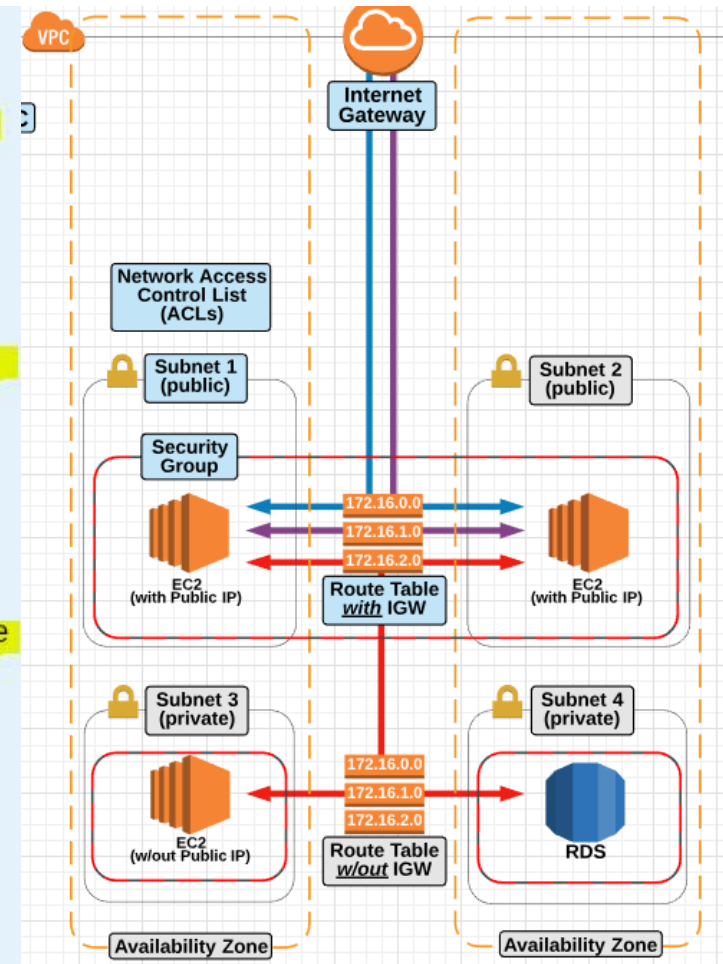 VPC
Internet
Gateway
Network Access
Control List
(ACLs)
Subnet 1
(public)
Subnet 2
(public)
Security
Group
172.16.0.0
172.16.1.0
172.16.2.0
EC2
(with Public IP)
EC2
(with Public IP)
Route Table
with IGW
e
Subnet 3
(private)
Subnet 4
(private)
172.16.0.0
172.16.1.0
172.16.2.0
EC2
(w/out Public IP)
RDS
Route Table
w/out IGW
Availability Zone
Availability Zone